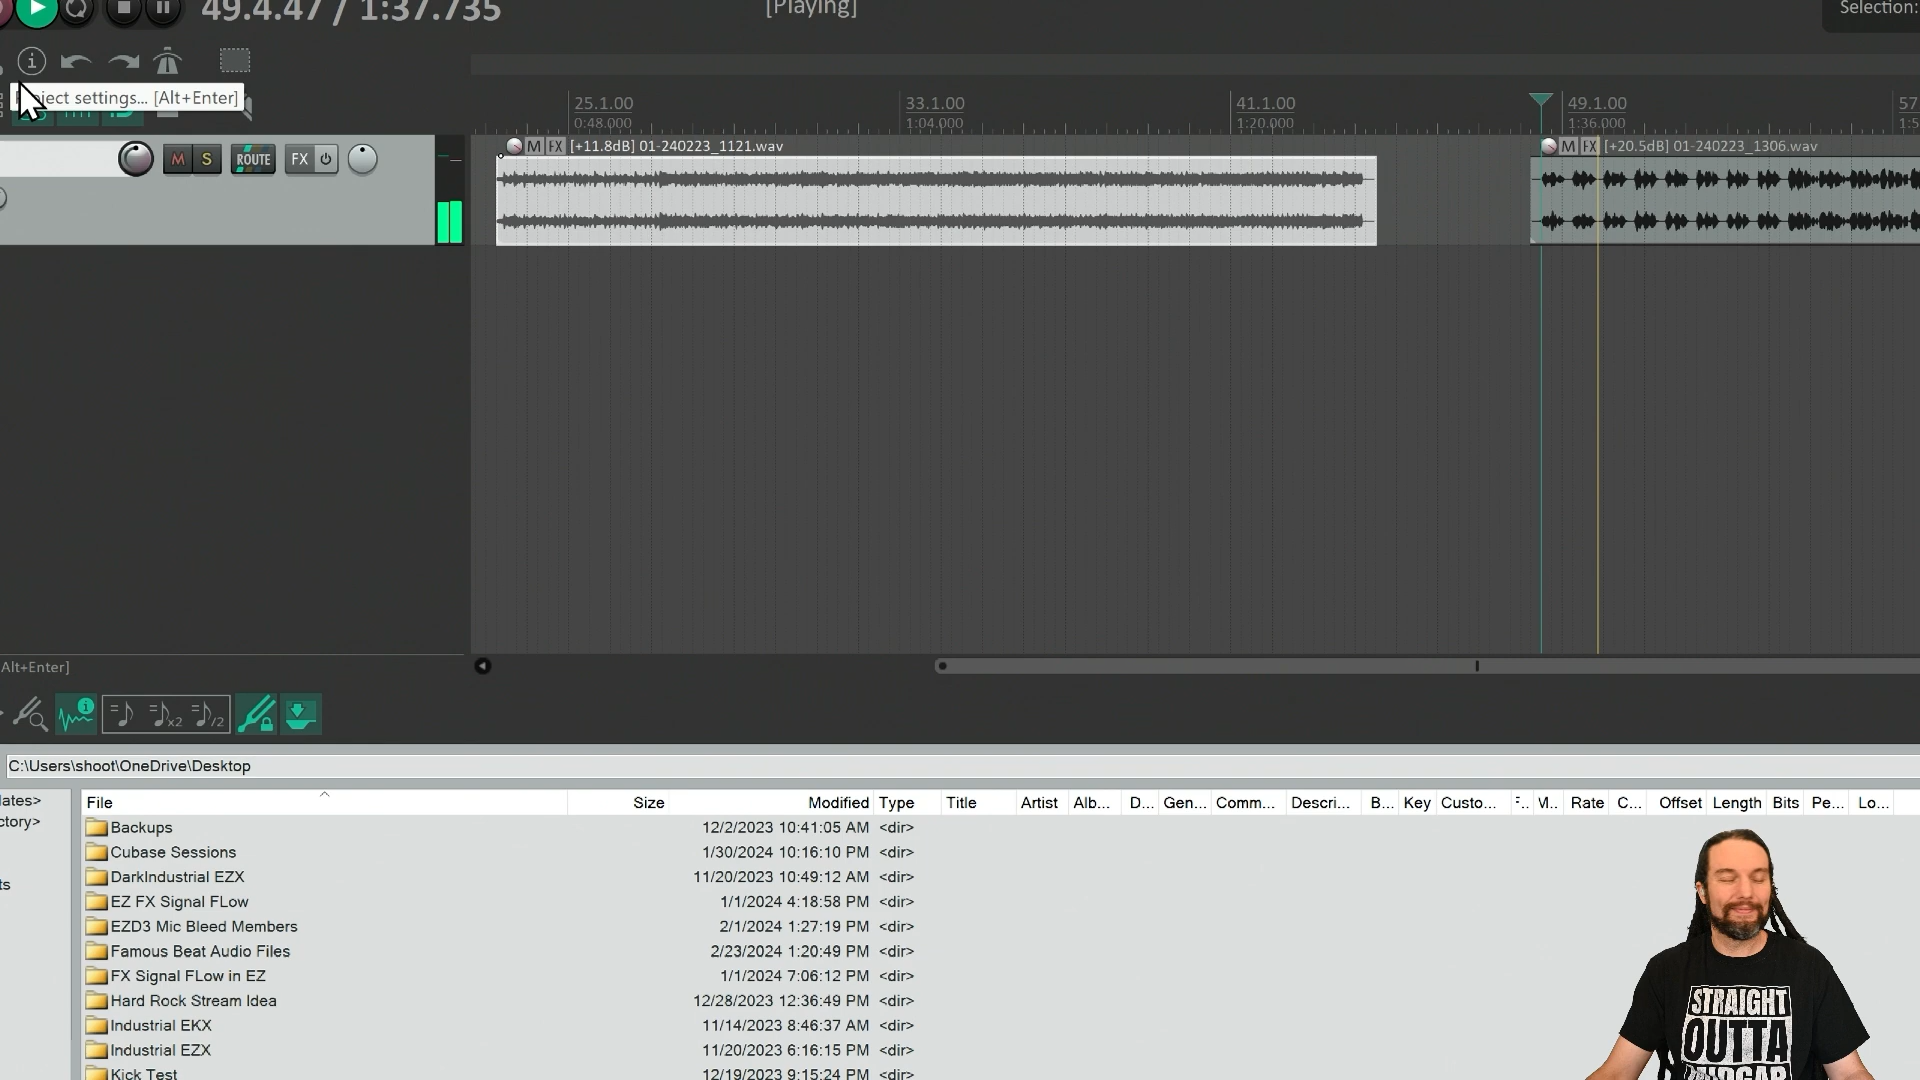 49.4.47 / 1:37.735
[Playing]
Selection:
ject settings... [Alt+Enter]
25.1.00
0:48.000
33.1.00
1:04.000
41.1.00
1:20.000
49.1.00
1:36.000
57
1:5
M FX [+11.8dB] 01-240223_1121.wav
M FX [+20.5dB] 01-240223_1306.wav
M S ROUTE FX
Alt+Enter]
x2 /2
C:\Users\shoot\OneDrive\Desktop
lates>
ctory>
ts
File Size Modified Type Title Artist Alb... D... Gen... Comm... Descri... B... Key Custo... Rate C... Offset Length Bits Pe... Lo...
Backups 12/2/2023 10:41:05 AM <dir>
Cubase Sessions 1/30/2024 10:16:10 PM <dir>
DarkIndustrial EZX 11/20/2023 10:49:12 AM <dir>
EZ FX Signal FLow 1/1/2024 4:18:58 PM <dir>
EZD3 Mic Bleed Members 2/1/2024 1:27:19 PM <dir>
Famous Beat Audio Files 2/23/2024 1:20:49 PM <dir>
FX Signal FLow in EZ 1/1/2024 7:06:12 PM <dir>
Hard Rock Stream Idea 12/28/2023 12:36:49 PM <dir>
Industrial EKX 11/14/2023 8:46:37 AM <dir>
Industrial EZX 11/20/2023 6:16:15 PM <dir>
Kick Test 12/19/2023 9:15:24 PM <dir>
STRAIGHT
OUTTA